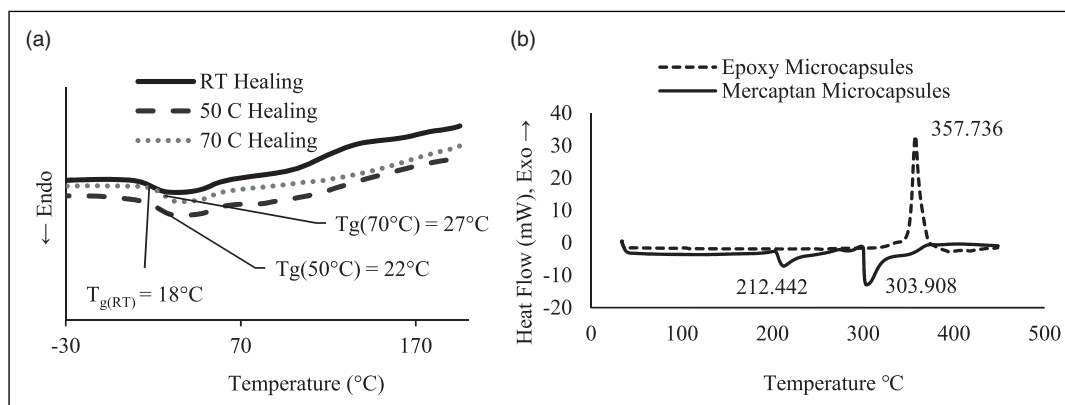 (a)
RT Healing
50 C Healing
70 C Healing
← Endo
Tg(70°C) = 27°C
Tg(50°C) = 22°C
Tg(RT) = 18°C
-30 70 170
Temperature (°C)
(b)
Epoxy Microcapsules
Mercaptan Microcapsules
Heat Flow (mW), Exo →
40
30
20
10
0
-10
-20
357.736
212.442
303.908
0 100 200 300 400 500
Temperature °C